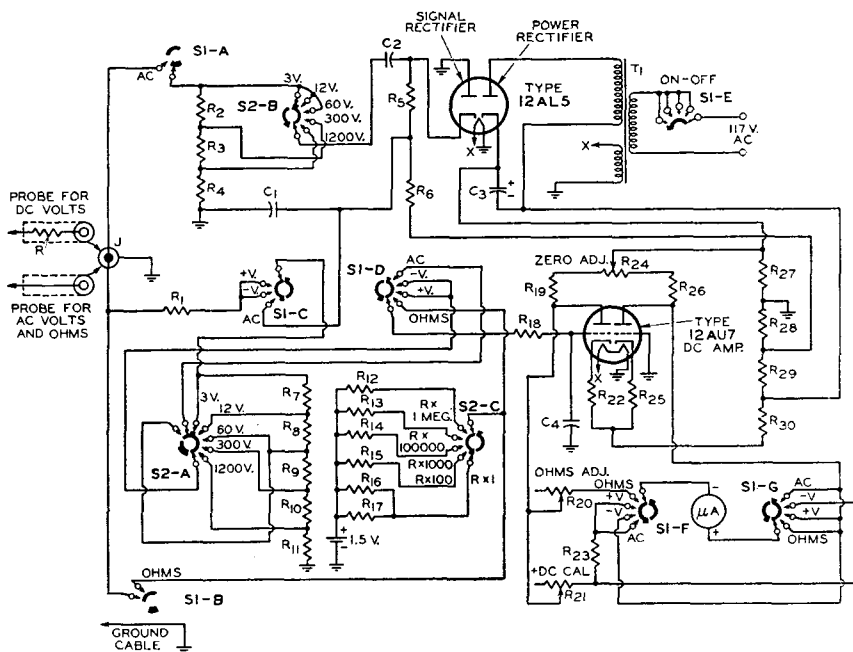 SIGNAL
RECTIFIER
POWER
RECTIFIER
S1-A
AC
C2
3V.
12V.
60V.
300V.
1200V.
S2-B
R2
R3
R4
R5
R6
TYPE
12AL5
T1
ON-OFF
S1-E
117 V.
AC
X
X
C1
C3
+
-
PROBE FOR
DC VOLTS
R
J
PROBE FOR
AC VOLTS
AND OHMS
R1
+V.
-V.
AC
S1-C
S1-D
AC
-V.
+V.
OHMS
ZERO ADJ.
R24
R19
R26
R27
R28
R29
R30
R18
TYPE
12AU7
DC AMP.
X
R22
R25
C4
3V.
12V.
60V.
300V.
1200V.
S2-A
R7
R8
R9
R10
R11
R12
R13
R14
R15
R16
R17
S2-C
R×
1 MEG.
R×
100000
R×1000
R×100
R×1
+
-
1.5 V.
OHMS ADJ.
R20
OHMS
+V
-V
AC
S1-F
-
μA
+
S1-G
AC
-V.
+V.
OHMS
R23
+DC CAL
R21
OHMS
S1-B
GROUND
CABLE